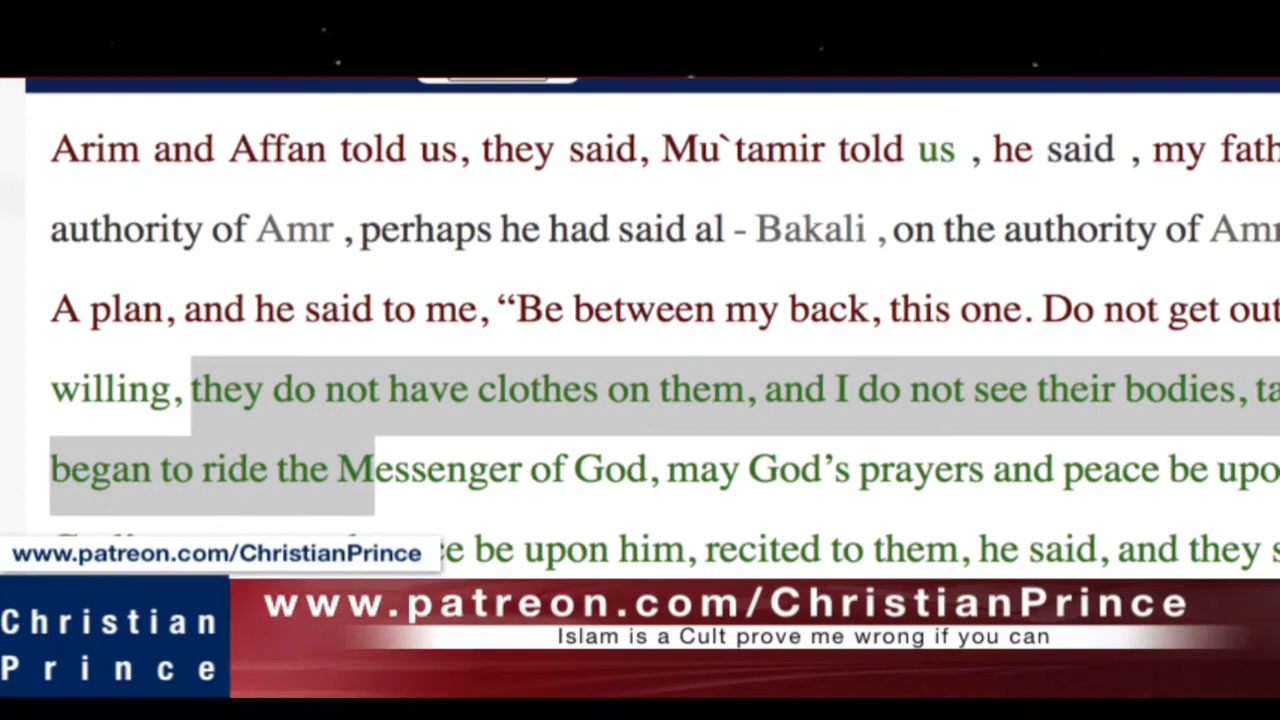 Arim and Affan told us, they said, Mu`tamir told us , he said , my fath
authority of Amr , perhaps he had said al - Bakali , on the authority of Amr
A plan, and he said to me, “Be between my back, this one. Do not get out
willing, they do not have clothes on them, and I do not see their bodies, ta
began to ride the Messenger of God, may God’s prayers and peace be upo
ce be upon him, recited to them, he said, and they s
www.patreon.com/ChristianPrince
Christian
Prince
www.patreon.com/ChristianPrince
Islam is a Cult prove me wrong if you can